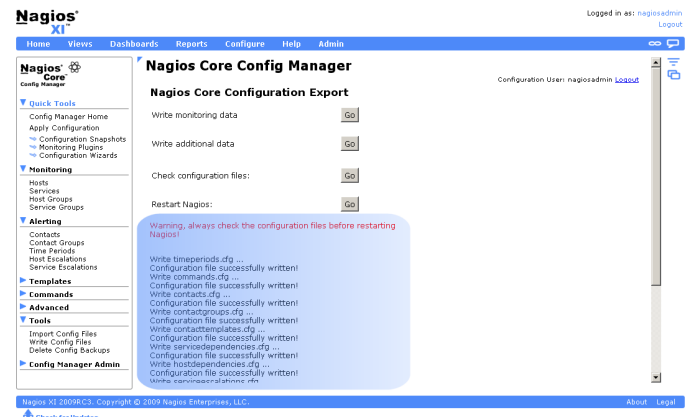 Nagios®
XI™
Logged in as: nagiosadmin
Logout
Home Views Dashboards Reports Configure Help Admin
Nagios®
Core™
Config Manager
Quick Tools
Config Manager Home
Apply Configuration
Configuration Snapshots
Monitoring Plugins
Configuration Wizards
Monitoring
Hosts
Services
Host Groups
Service Groups
Alerting
Contacts
Contact Groups
Time Periods
Host Escalations
Service Escalations
Templates
Commands
Advanced
Tools
Import Config Files
Write Config Files
Delete Config Backups
Config Manager Admin
Nagios Core Config Manager
Configuration User: nagiosadmin Logout
Nagios Core Configuration Export
Write monitoring data Go
Write additional data Go
Check configuration files: Go
Restart Nagios: Go
Warning, always check the configuration files before restarting
Nagios!
Write timeperiods.cfg ...
Configuration file successfully written!
Write commands.cfg ...
Configuration file successfully written!
Write contacts.cfg ...
Configuration file successfully written!
Write contactgroups.cfg ...
Configuration file successfully written!
Write contacttemplates.cfg ...
Configuration file successfully written!
Write servicedependencies.cfg ...
Configuration file successfully written!
Write hostdependencies.cfg ...
Configuration file successfully written!
Write serviceescalations.cfg
Nagios XI 2009RC3. Copyright © 2009 Nagios Enterprises, LLC.
About Legal
Check for Updates